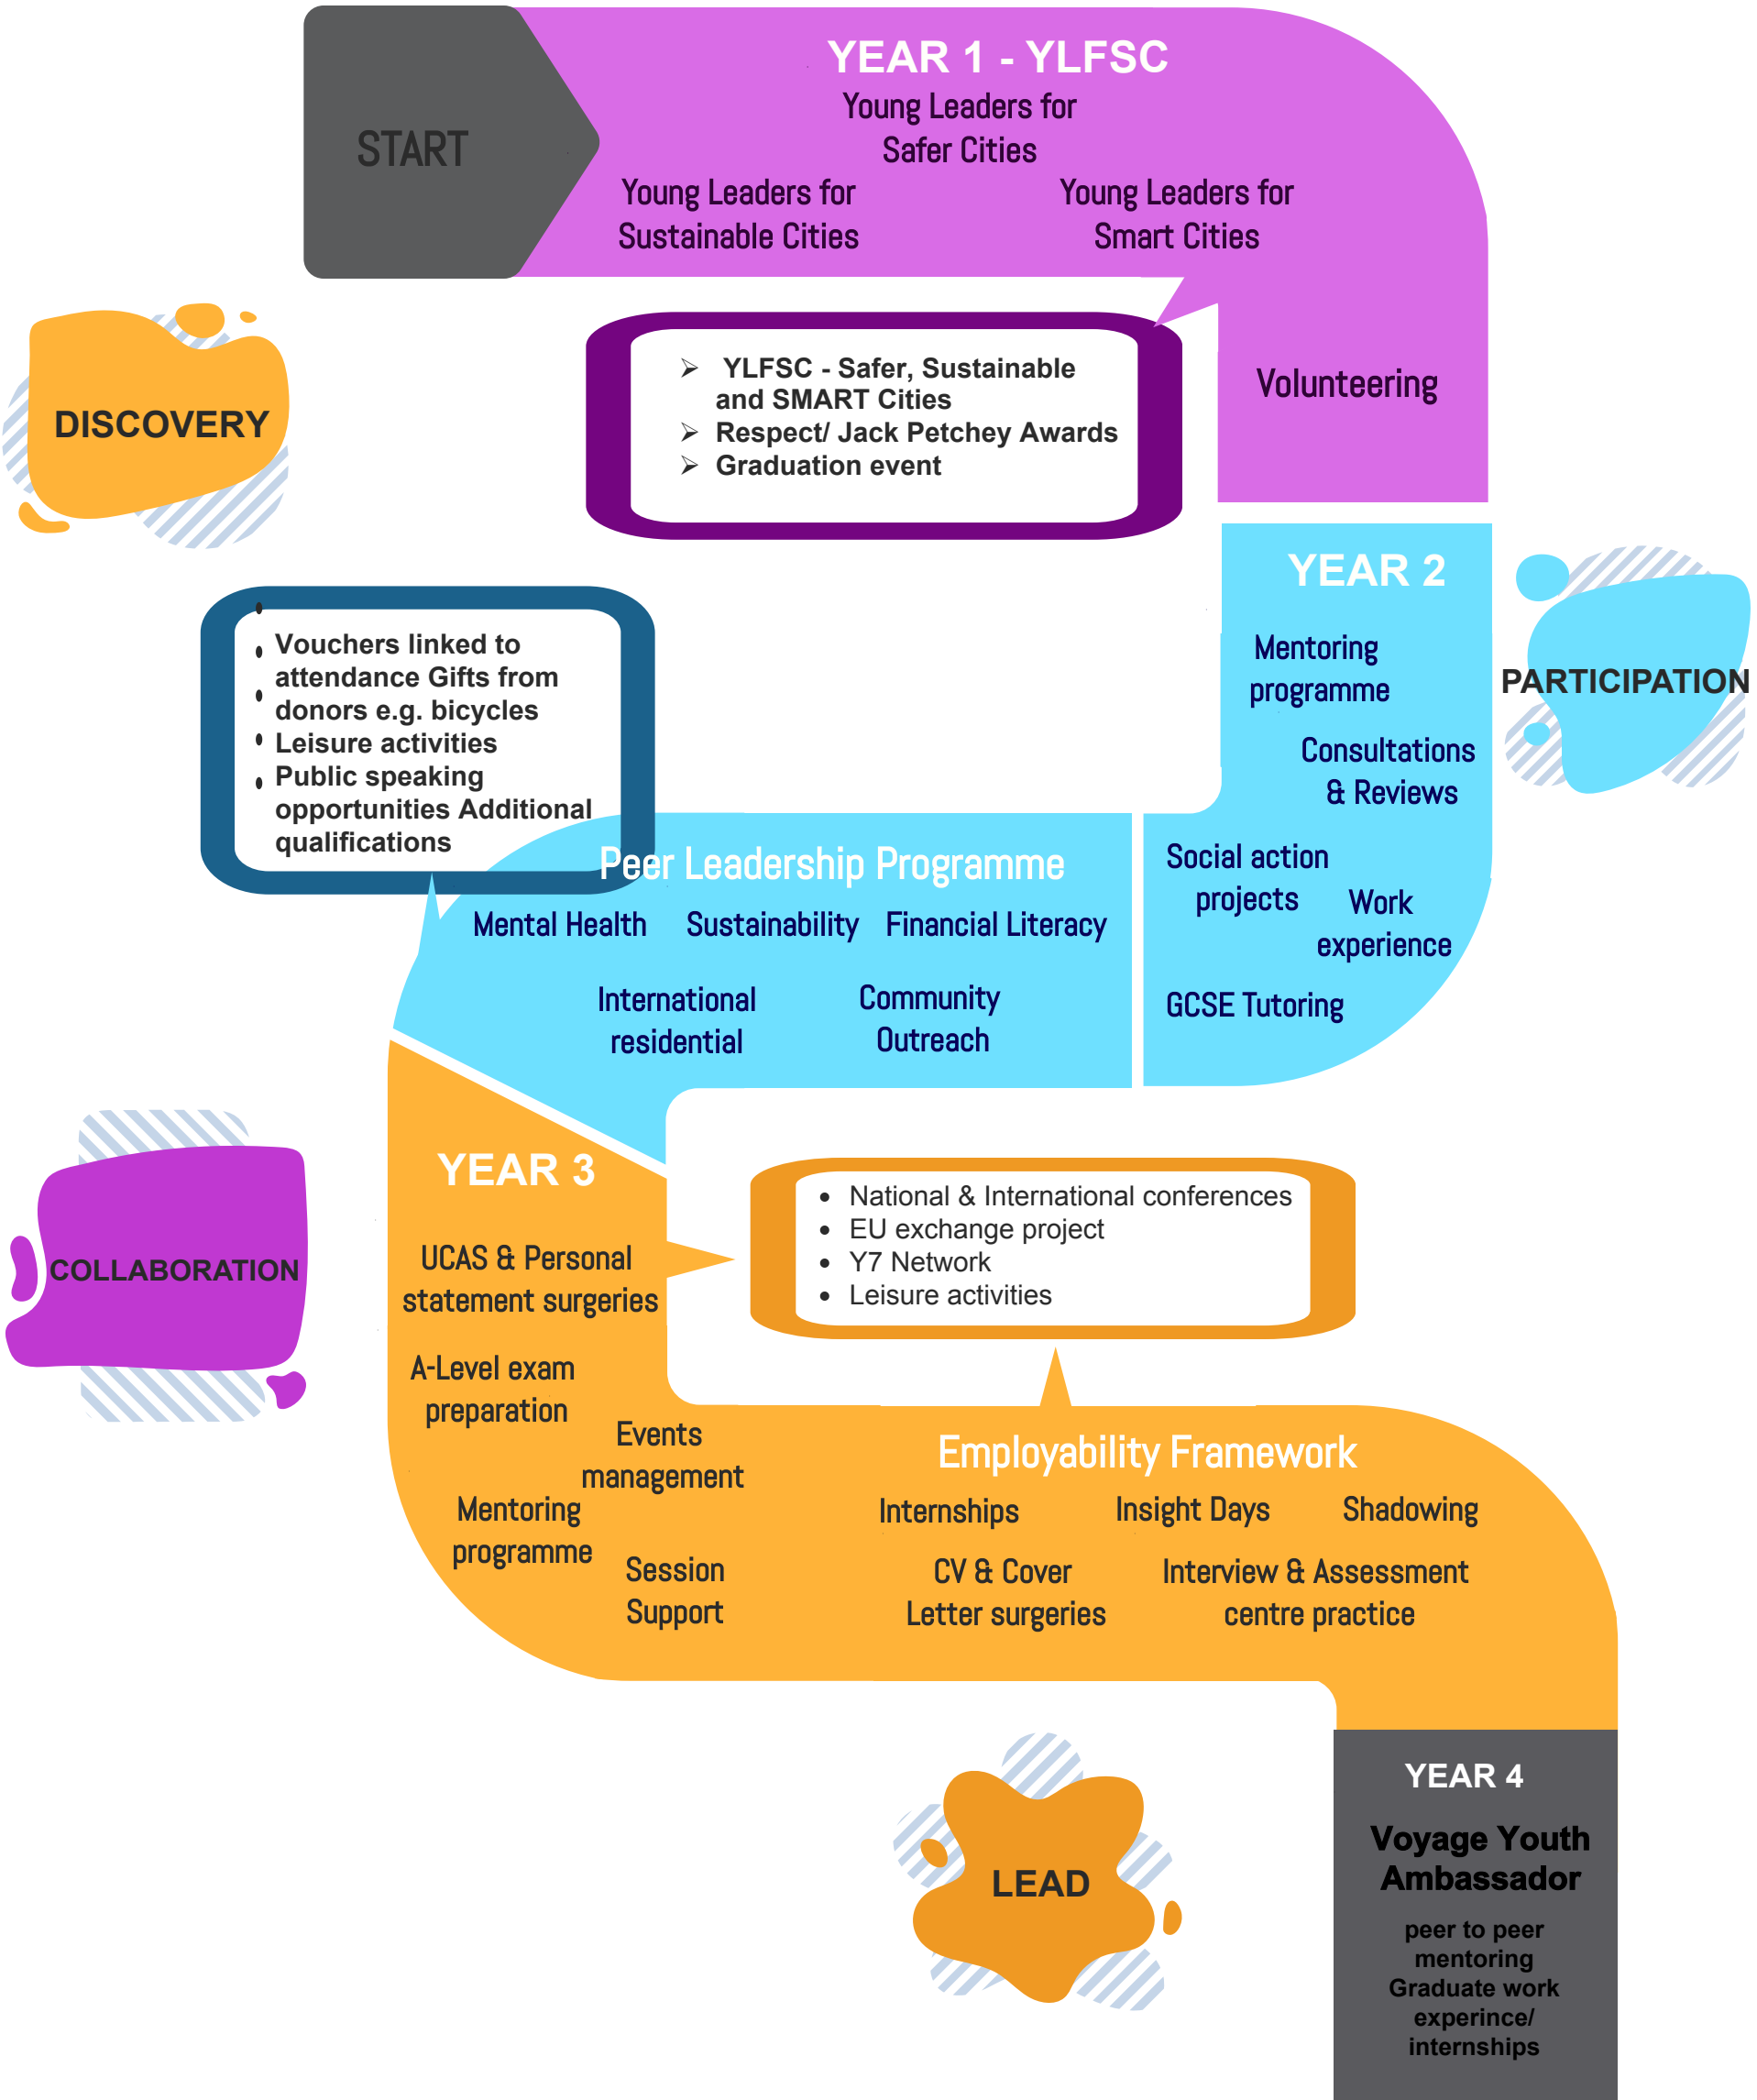 START
YEAR 1 - YLFSC
Young Leaders for
Safer Cities
Young Leaders for
Sustainable Cities
Young Leaders for
Smart Cities
Volunteering
YLFSC - Safer, Sustainable
and SMART Cities
Respect/ Jack Petchey Awards
Graduation event
DISCOVERY
YEAR 2
Mentoring
programme
Consultations
& Reviews
Social action
projects
Work
experience
GCSE Tutoring
PARTICIPATION
Vouchers linked to
attendance Gifts from
donors e.g. bicycles
Leisure activities
Public speaking
opportunities Additional
qualifications
Peer Leadership Programme
Mental Health
Sustainability
Financial Literacy
International
residential
Community
Outreach
COLLABORATION
YEAR 3
UCAS & Personal
statement surgeries
A-Level exam
preparation
Events
management
Mentoring
programme
Session
Support
National & International conferences
EU exchange project
Y7 Network
Leisure activities
Employability Framework
Internships
Insight Days
Shadowing
CV & Cover
Letter surgeries
Interview & Assessment
centre practice
LEAD
YEAR 4
Voyage Youth
Ambassador
peer to peer
mentoring
Graduate work
experince/
internships